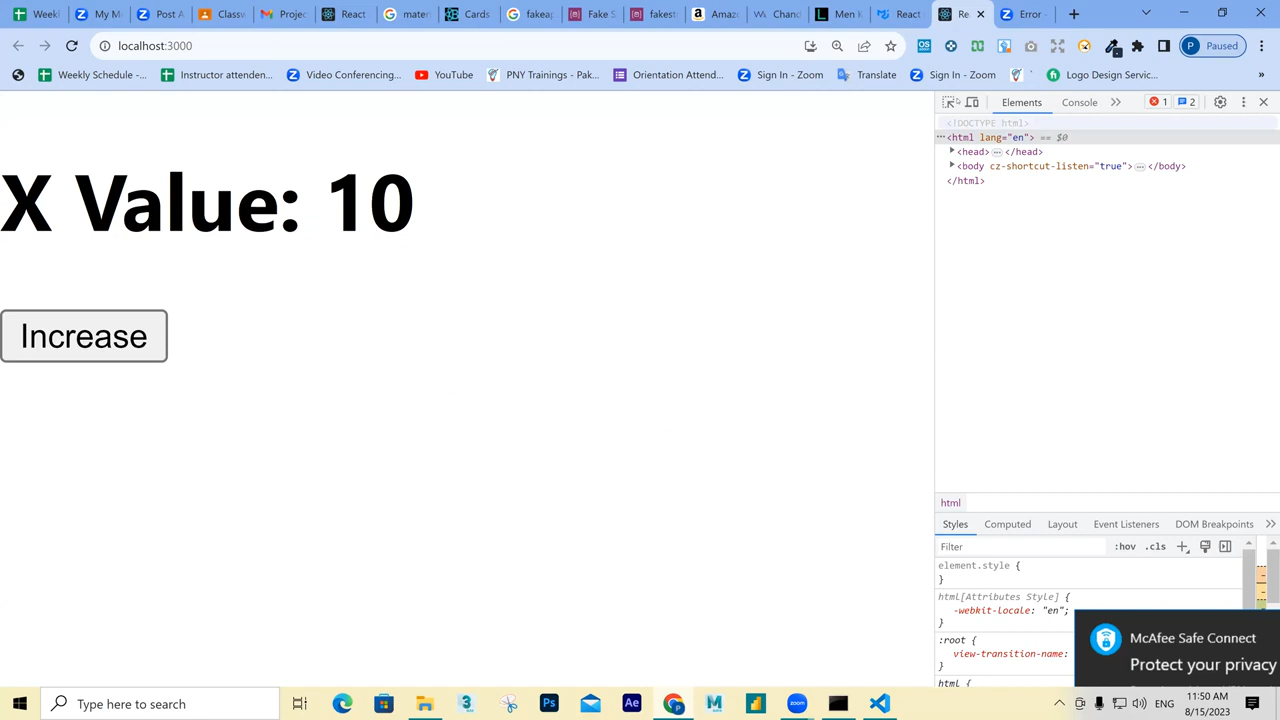 Weekl
My M
Post A
Classw
Projec
React
mater
Cards
fakeap
Fake S
fakest
Amaz
Chand
Men K
React
Re
Error -
localhost:3000
Paused
Weekly Schedule -...
Instructor attenden...
Video Conferencing...
YouTube
PNY Trainings - Pak...
Orientation Attend...
Sign In - Zoom
Translate
Sign In - Zoom
Logo Design Servic...
Elements
Console
1
2
<!DOCTYPE html>
<html lang="en"> == $0
<head> ... </head>
<body cz-shortcut-listen="true"> ... </body>
</html>
X Value: 10
Increase
html
Styles
Computed
Layout
Event Listeners
DOM Breakpoints
Filter
:hov .cls
element.style {
}
html[Attributes Style] {
-webkit-locale: "en";
}
:root {
view-transition-name:
}
html {
McAfee Safe Connect
Protect your privacy
Type here to search
ENG
11:50 AM
8/15/2023